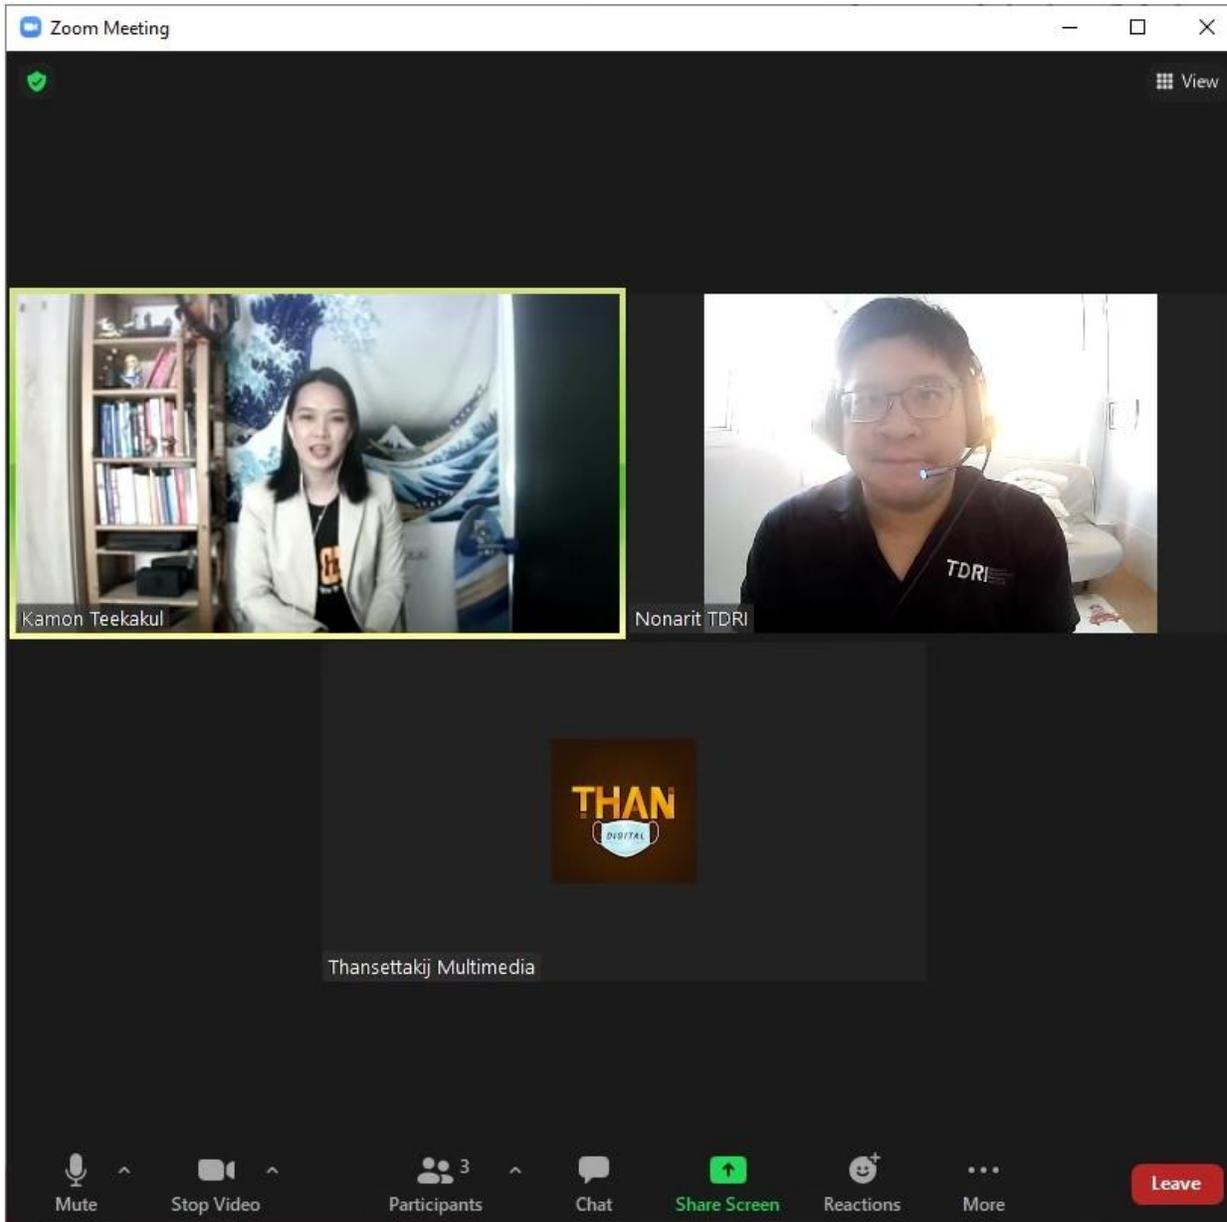 Zoom Meeting
View
Kamon Teekakul
TDRI
Nonarit TDRI
THAN
DIGITAL
Thansettakij Multimedia
Mute
Stop Video
3
Participants
Chat
Share Screen
Reactions
More
Leave